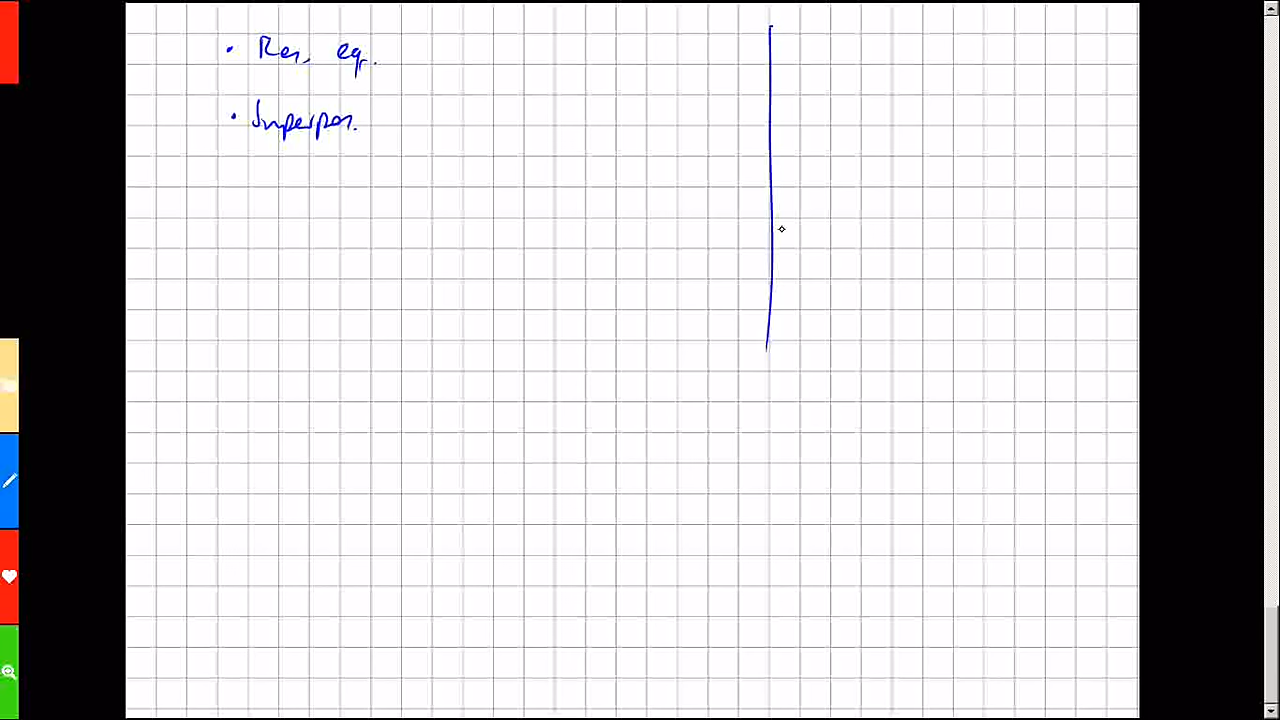 • Res, eq.
• Superpos.